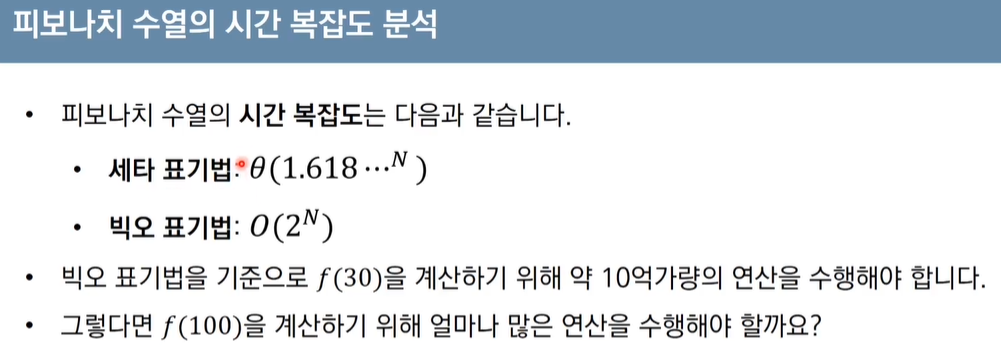 피보나치 수열의 시간 복잡도 분석
• 피보나치 수열의 시간 복잡도는 다음과 같습니다.
• 세타 표기법: θ(1.618⋯ᴺ)
• 빅오 표기법: O(2ᴺ)
• 빅오 표기법을 기준으로 f(30)을 계산하기 위해 약 10억가량의 연산을 수행해야 합니다.
• 그렇다면 f(100)을 계산하기 위해 얼마나 많은 연산을 수행해야 할까요?